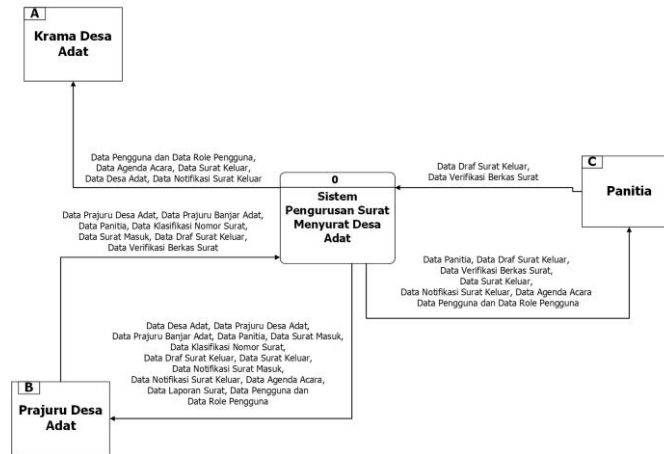 A
Krama Desa
Adat
Data Pengguna dan Data Role Pengguna,
Data Agenda Acara, Data Surat Keluar,
Data Desa Adat, Data Notifikasi Surat Keluar
0
Sistem
Pengurusan Surat
Menyurat Desa
Adat
Data Draf Surat Keluar,
Data Verifikasi Berkas Surat
C
Panitia
Data Prajuru Desa Adat, Data Prajuru Banjar Adat,
Data Panitia, Data Klasifikasi Nomor Surat,
Data Surat Masuk, Data Draf Surat Keluar,
Data Verifikasi Berkas Surat
Data Panitia, Data Draf Surat Keluar,
Data Verifikasi Berkas Surat,
Data Surat Keluar,
Data Notifikasi Surat Keluar, Data Agenda Acara
Data Pengguna dan Data Role Pengguna
Data Desa Adat, Data Prajuru Desa Adat,
Data Prajuru Banjar Adat, Data Panitia, Data Surat Masuk,
Data Klasifikasi Nomor Surat,
Data Draf Surat Keluar, Data Surat Keluar,
Data Notifikasi Surat Masuk,
Data Notifikasi Surat Keluar, Data Agenda Acara,
Data Laporan Surat, Data Pengguna dan
Data Role Pengguna
B
Prajuru Desa
Adat